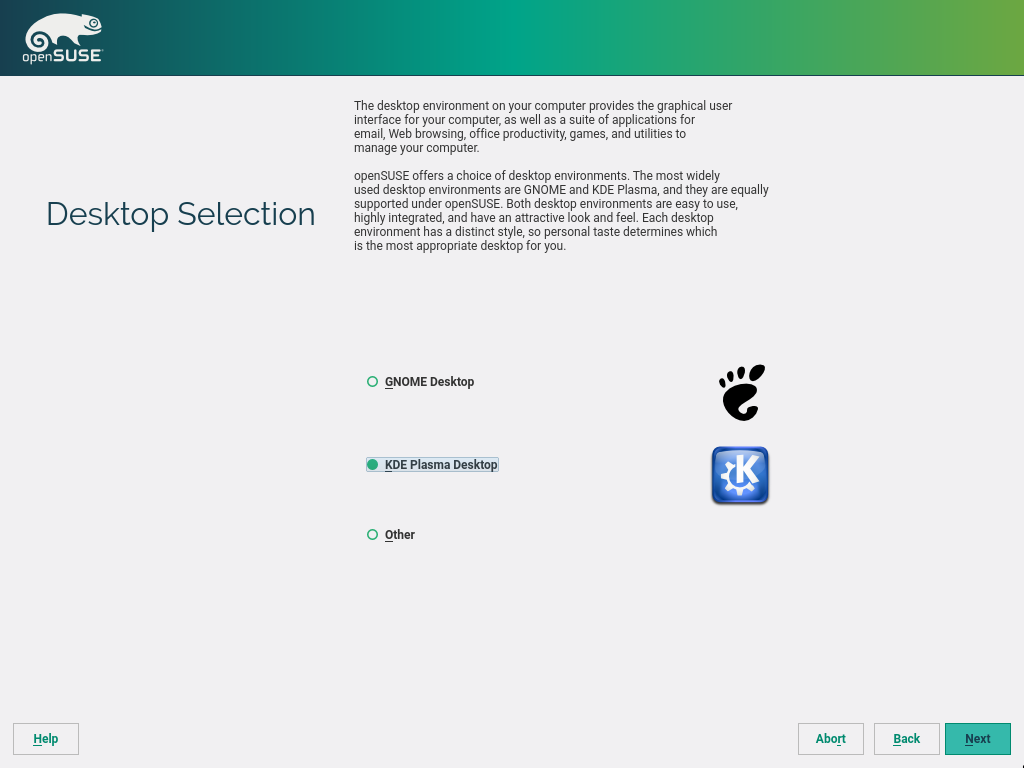 openSUSE
The desktop environment on your computer provides the graphical user
interface for your computer, as well as a suite of applications for
email, Web browsing, office productivity, games, and utilities to
manage your computer.
openSUSE offers a choice of desktop environments. The most widely
used desktop environments are GNOME and KDE Plasma, and they are equally
supported under openSUSE. Both desktop environments are easy to use,
highly integrated, and have an attractive look and feel. Each desktop
environment has a distinct style, so personal taste determines which
is the most appropriate desktop for you.
Desktop Selection
GNOME Desktop
KDE Plasma Desktop
K
Other
Help
Abort
Back
Next